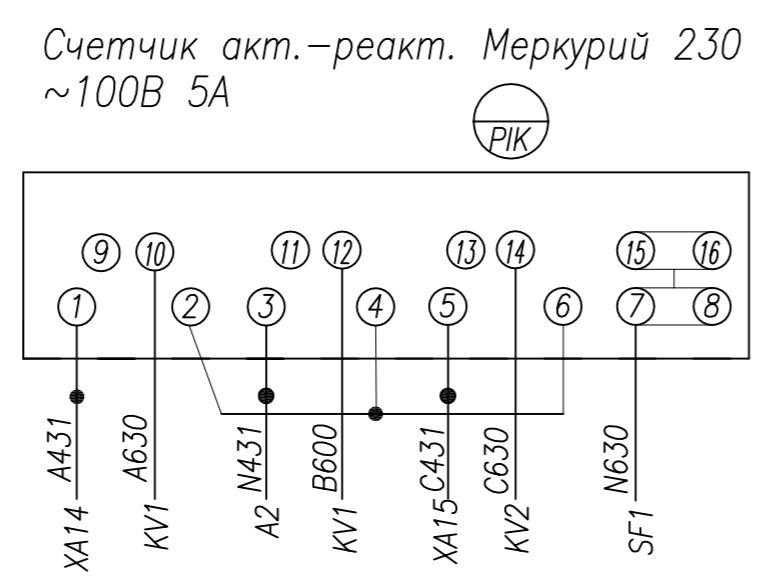 Счетчик акт.-реакт. Меркурий 230
~100В 5А
PIK
9 10 11 12 13 14 15 16
1 2 3 4 5 6 7 8
A431 A630 N431 B600 C431 C630 N630
XA14 KV1 A2 KV1 XA15 KV2 SF1